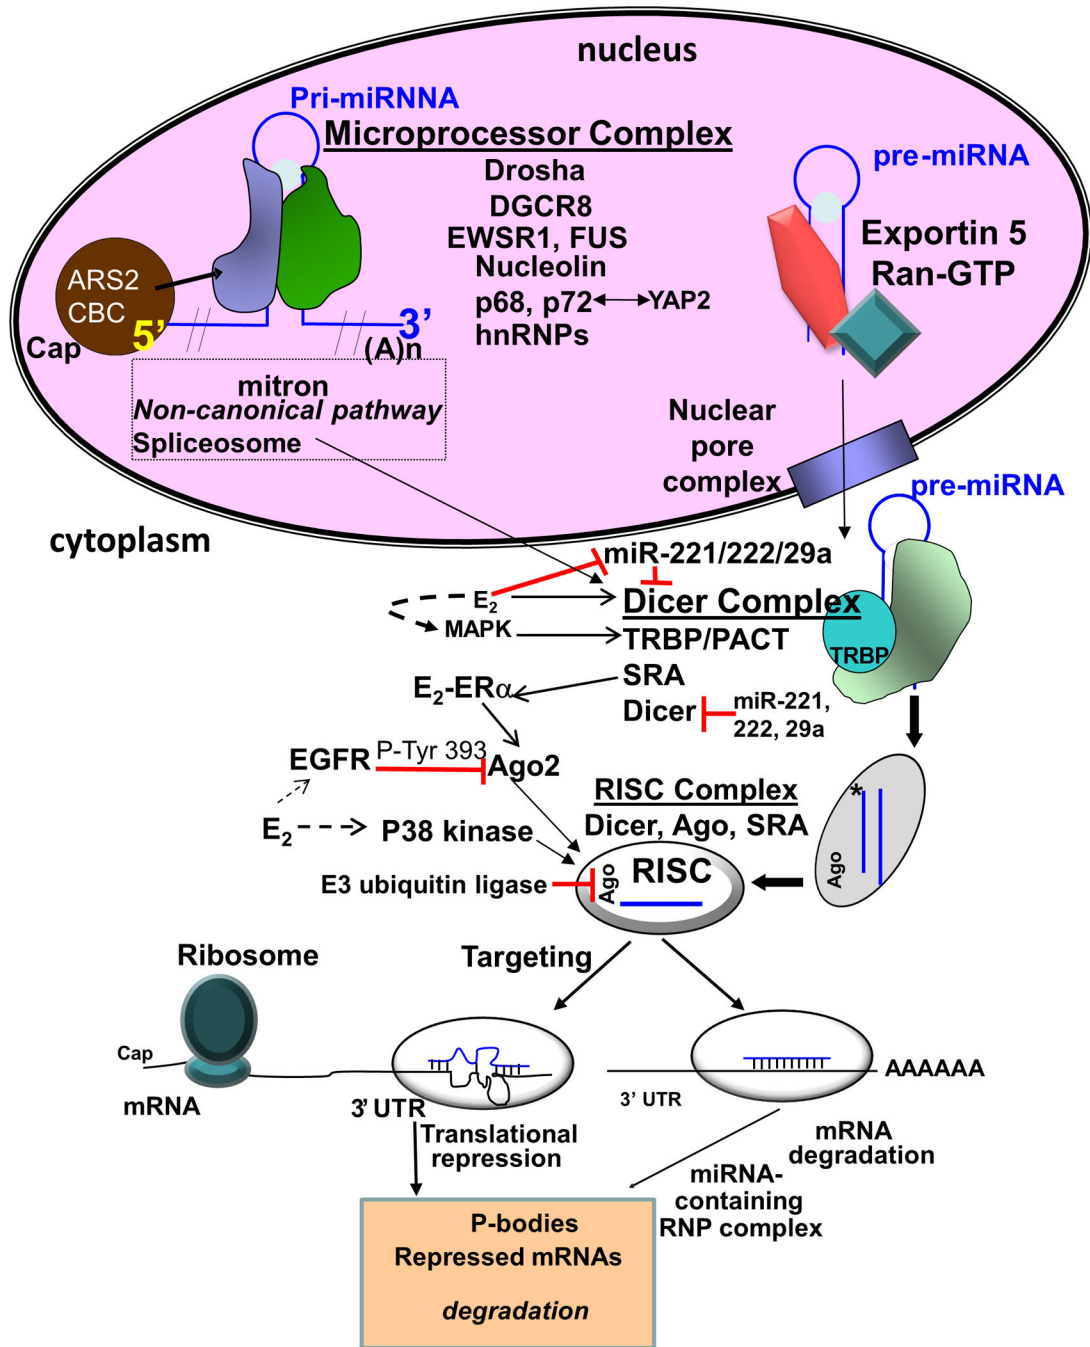 nucleus
Pri-miRNNA
Microprocessor Complex
Drosha
DGCR8
EWSR1, FUS
Nucleolin
p68, p72
YAP2
hnRNPs
pre-miRNA
Exportin 5
Ran-GTP
ARS2
CBC
5’
Cap
3’
(A)n
mitron
Non-canonical pathway
Spliceosome
Nuclear
pore
complex
cytoplasm
pre-miRNA
miR-221/222/29a
E2
Dicer Complex
MAPK
TRBP/PACT
TRBP
SRA
E2-ERα
Dicer
miR-221,
222, 29a
EGFR
P-Tyr 393
Ago2
RISC Complex
Dicer, Ago, SRA
*
Ago
E2
P38 kinase
E3 ubiquitin ligase
Ago
RISC
Targeting
Ribosome
Cap
mRNA
3’ UTR
Translational
repression
3’ UTR
AAAAAA
mRNA
degradation
miRNA-
containing
RNP complex
P-bodies
Repressed mRNAs
degradation